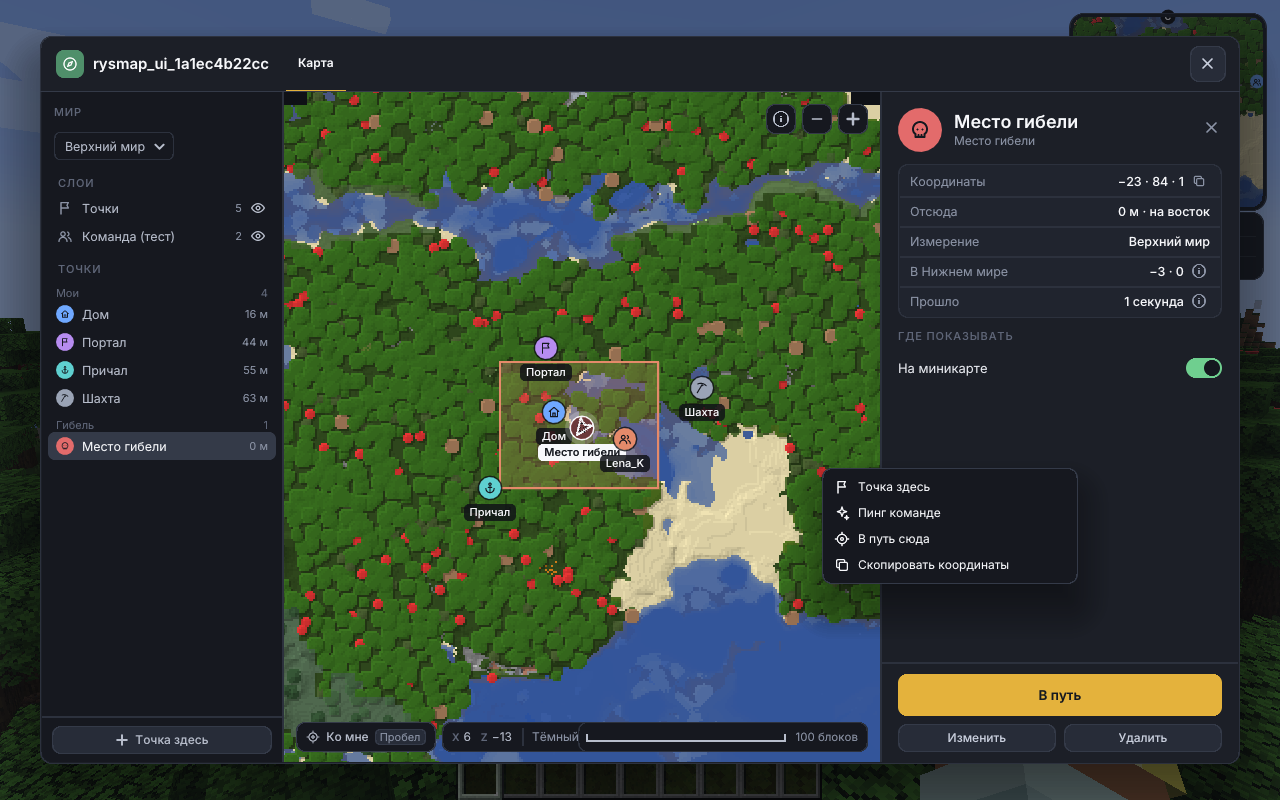 rysmap_ui_1a1ec4b22cc
Карта
МИР
Верхний мир
СЛОИ
Точки 5
Команда (тест) 2
ТОЧКИ
Мои 4
Дом 16 м
Портал 44 м
Причал 55 м
Шахта 63 м
Гибель 1
Место гибели 0 м
Точка здесь
Портал
Шахта
Дом
Место гибели
Lena_K
Причал
Ко мне Пробел
X 6 Z −13 Тёмный
100 блоков
Место гибели
Место гибели
Координаты −23 · 84 · 1
Отсюда 0 м · на восток
Измерение Верхний мир
В Нижнем мире −3 · 0
Прошло 1 секунда
ГДЕ ПОКАЗЫВАТЬ
На миникарте
Точка здесь
Пинг команде
В путь сюда
Скопировать координаты
В путь
Изменить
Удалить